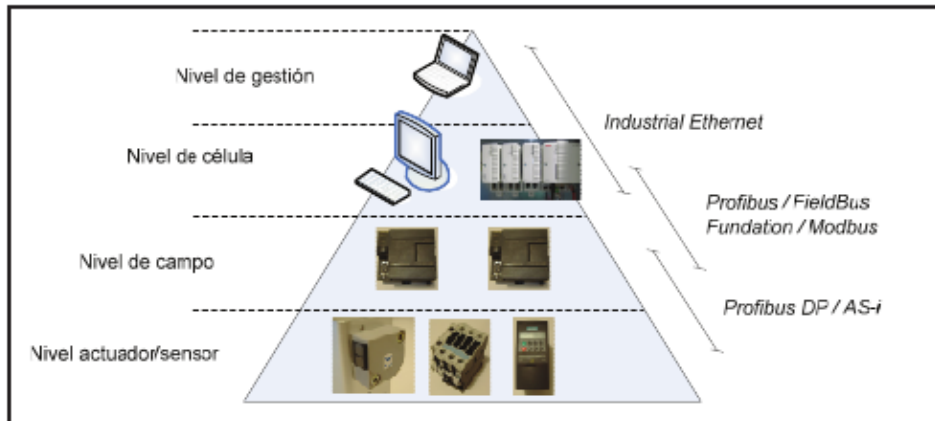 Nivel de gestión
Industrial Ethernet
Nivel de célula
Profibus / FieldBus
Fundation / Modbus
Nivel de campo
Profibus DP / AS-i
Nivel actuador/sensor